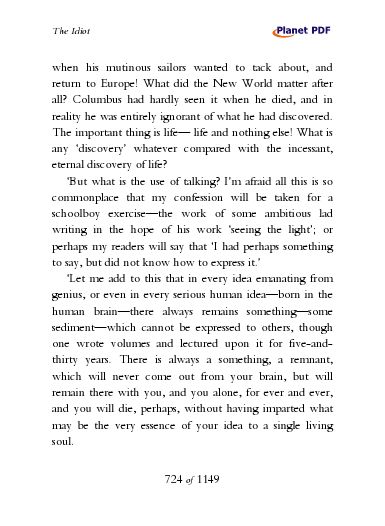 The Idiot
Planet PDF
when his mutinous sailors wanted to tack about, and
return to Europe! What did the New World matter after
all? Columbus had hardly seen it when he died, and in
reality he was entirely ignorant of what he had discovered.
The important thing is life— life and nothing else! What is
any ‘discovery’ whatever compared with the incessant,
eternal discovery of life?
‘But what is the use of talking? I’m afraid all this is so
commonplace that my confession will be taken for a
schoolboy exercise—the work of some ambitious lad
writing in the hope of his work ‘seeing the light’; or
perhaps my readers will say that ‘I had perhaps something
to say, but did not know how to express it.’
‘Let me add to this that in every idea emanating from
genius, or even in every serious human idea—born in the
human brain—there always remains something—some
sediment—which cannot be expressed to others, though
one wrote volumes and lectured upon it for five-and-
thirty years. There is always a something, a remnant,
which will never come out from your brain, but will
remain there with you, and you alone, for ever and ever,
and you will die, perhaps, without having imparted what
may be the very essence of your idea to a single living
soul.
724 of 1149